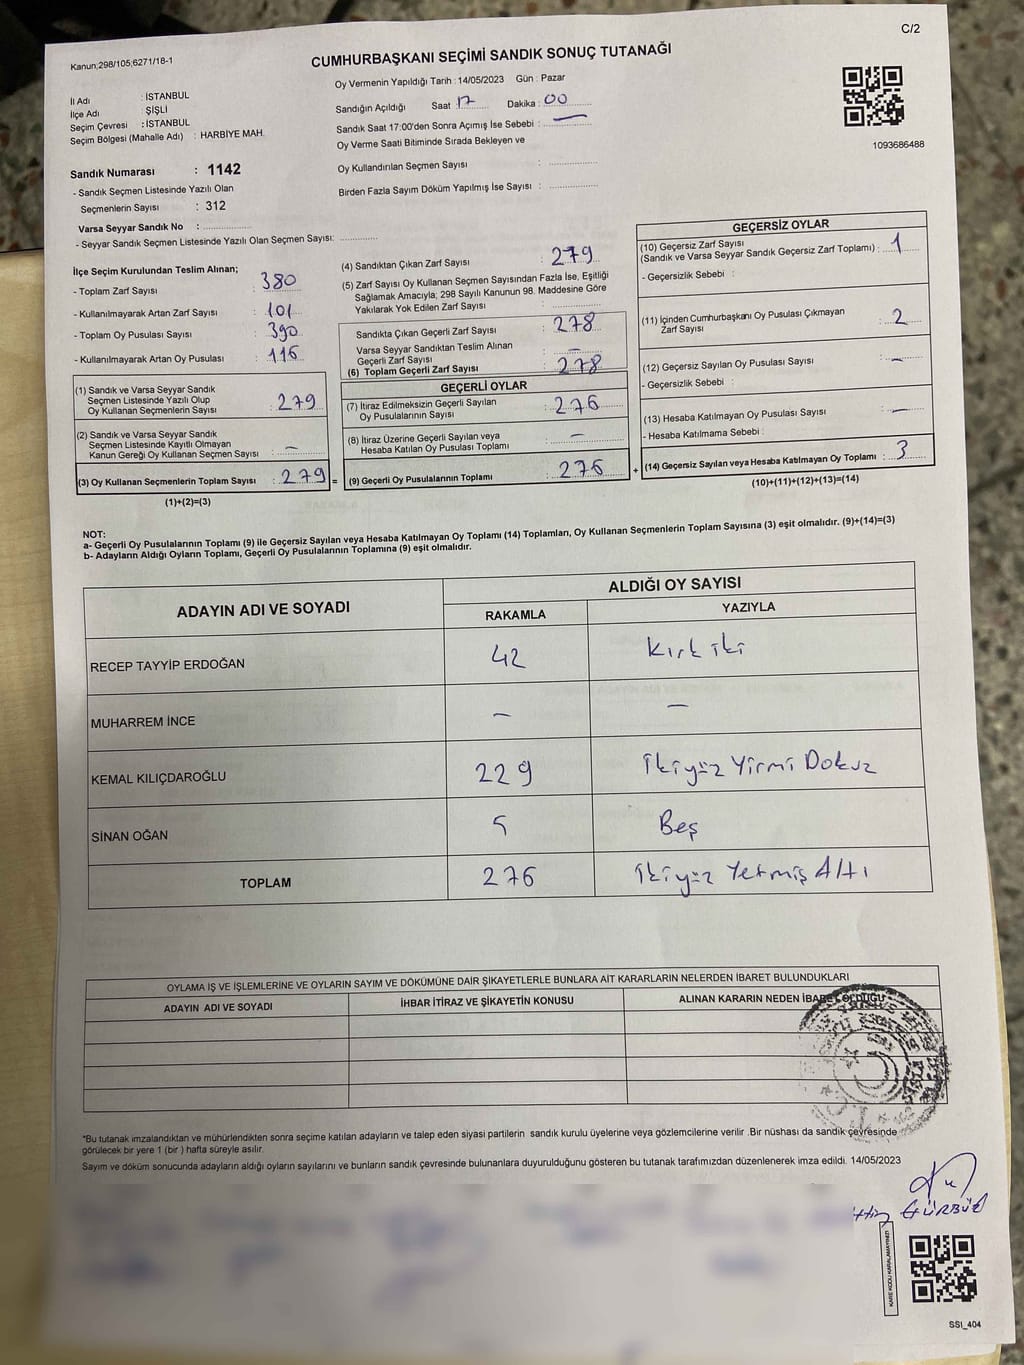 C/2
Kanun;298/105;6271/18-1
CUMHURBAŞKANI SEÇİMİ SANDIK SONUÇ TUTANAĞI
Oy Vermenin Yapıldığı Tarih : 14/05/2023 Gün : Pazar
İl Adı : İSTANBUL
İlçe Adı : ŞİŞLİ
Seçim Çevresi : İSTANBUL
Seçim Bölgesi (Mahalle Adı) : HARBİYE MAH.
Sandığın Açıldığı Saat : 17 Dakika : 00
Sandık Saat 17:00'den Sonra Açımış İse Sebebi : —
Oy Verme Saati Bitiminde Sırada Bekleyen ve
Oy Kullandırılan Seçmen Sayısı :
Birden Fazla Sayım Döküm Yapılmış İse Sayısı :
1093686488
Sandık Numarası : 1142
- Sandık Seçmen Listesinde Yazılı Olan
Seçmenlerin Sayısı : 312
Varsa Seyyar Sandık No :
- Seyyar Sandık Seçmen Listesinde Yazılı Olan Seçmen Sayısı:
İlçe Seçim Kurulundan Teslim Alınan;
- Toplam Zarf Sayısı : 380
- Kullanılmayarak Artan Zarf Sayısı : 101
- Toplam Oy Pusulası Sayısı : 390
- Kullanılmayarak Artan Oy Pusulası :
(1) Sandık ve Varsa Seyyar Sandık
Seçmen Listesinde Yazılı Olup
Oy Kullanan Seçmenlerin Sayısı : 279
(2) Sandık ve Varsa Seyyar Sandık
Seçmen Listesinde Kayıtlı Olmayan
Kanun Gereği Oy Kullanan Seçmen Sayısı : —
(3) Oy Kullanan Seçmenlerin Toplam Sayısı : 279 =
(1)+(2)=(3)
(4) Sandıktan Çıkan Zarf Sayısı : 279
(5) Zarf Sayısı Oy Kullanan Seçmen Sayısından Fazla İse, Eşitliği
Sağlamak Amacıyla; 298 Sayılı Kanunun 98. Maddesine Göre
Yakılarak Yok Edilen Zarf Sayısı :
Sandıkta Çıkan Geçerli Zarf Sayısı : 278
Varsa Seyyar Sandıktan Teslim Alınan
Geçerli Zarf Sayısı : —
(6) Toplam Geçerli Zarf Sayısı : 278
GEÇERLİ OYLAR
(7) İtiraz Edilmeksizin Geçerli Sayılan
Oy Pusulalarının Sayısı : 276
(8) İtiraz Üzerine Geçerli Sayılan veya
Hesaba Katılan Oy Pusulası Toplamı : —
(9) Geçerli Oy Pusulalarının Toplamı : 276 +
GEÇERSİZ OYLAR
(10) Geçersiz Zarf Sayısı
(Sandık ve Varsa Seyyar Sandık Geçersiz Zarf Toplamı) : 1
- Geçersizlik Sebebi :
(11) İçinden Cumhurbaşkanı Oy Pusulası Çıkmayan
Zarf Sayısı : 2
(12) Geçersiz Sayılan Oy Pusulası Sayısı : —
- Geçersizlik Sebebi :
(13) Hesaba Katılmayan Oy Pusulası Sayısı : —
- Hesaba Katılmama Sebebi :
(14) Geçersiz Sayılan veya Hesaba Katılmayan Oy Toplamı : 3
(10)+(11)+(12)+(13)=(14)
NOT:
a- Geçerli Oy Pusulalarının Toplamı (9) ile Geçersiz Sayılan veya Hesaba Katılmayan Oy Toplamı (14) Toplamları, Oy Kullanan Seçmenlerin Toplam Sayısına (3) eşit olmalıdır. (9)+(14)=(3)
b- Adayların Aldığı Oyların Toplamı, Geçerli Oy Pusulalarının Toplamına (9) eşit olmalıdır.
ADAYIN ADI VE SOYADI
ALDIĞI OY SAYISI
RAKAMLA YAZIYLA
RECEP TAYYİP ERDOĞAN 42 Kırk iki
MUHARREM İNCE — —
KEMAL KILIÇDAROĞLU 229 İkiyüz Yirmi Dokuz
SİNAN OĞAN 5 Beş
TOPLAM 276 İkiyüz Yetmiş Altı
OYLAMA İŞ VE İŞLEMLERİNE VE OYLARIN SAYIM VE DÖKÜMÜNE DAİR ŞİKAYETLERLE BUNLARA AİT KARARLARIN NELERDEN İBARET BULUNDUKLARI
ADAYIN ADI VE SOYADI İHBAR İTİRAZ VE ŞİKAYETİN KONUSU ALINAN KARARIN NEDEN İBARET OLDUĞU
*Bu tutanak imzalandıktan ve mühürlendikten sonra seçime katılan adayların ve talep eden siyasi partilerin sandık kurulu üyelerine veya gözlemcilerine verilir .Bir nüshası da sandık çevresinde
görülecek bir yere 1 (bir ) hafta süreyle asılır.
Sayım ve döküm sonucunda adayların aldığı oyların sayılarını ve bunların sandık çevresinde bulunanlara duyurulduğunu gösteren bu tutanak tarafımızdan düzenlenerek imza edildi. 14/05/2023
GÜRBÜZ
KARE KODU KARALAMAYINIZ!
SSI_404